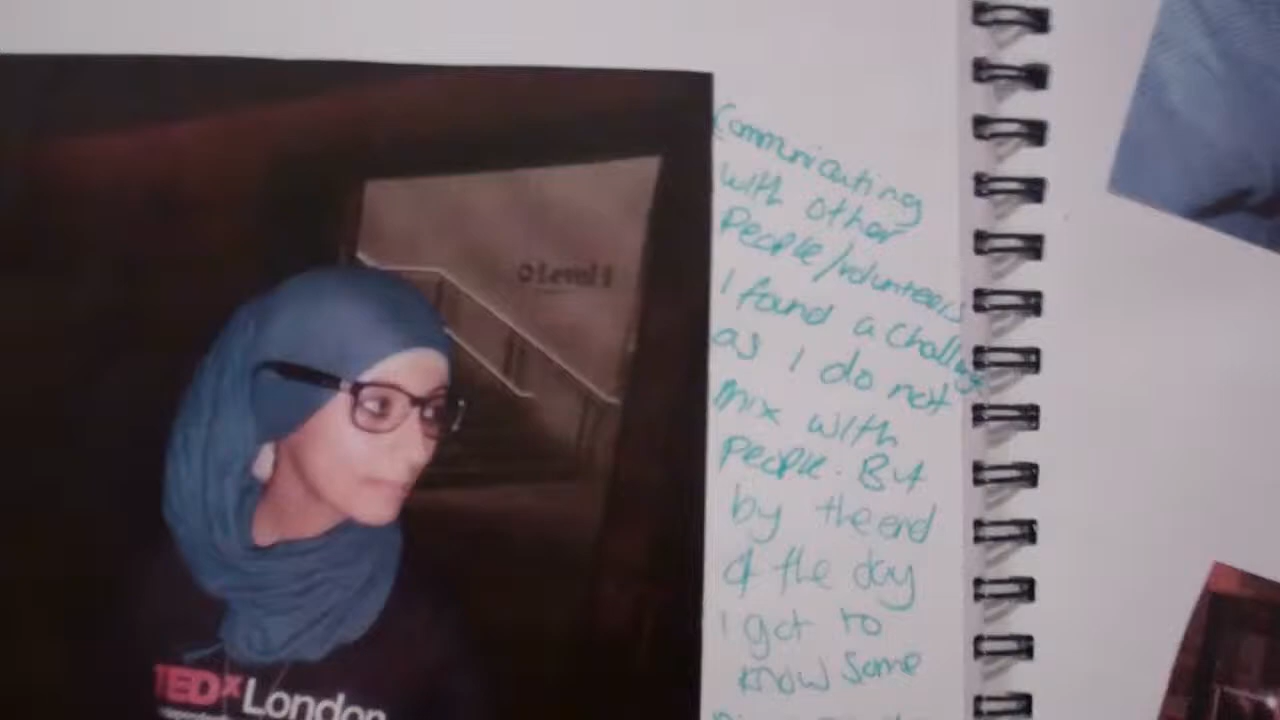 Communicating
with other
People/volunteers
I found a challenge
as I do not
mix with
people. But
by the end
of the day
I got to
know some
Level 1
TEDx London